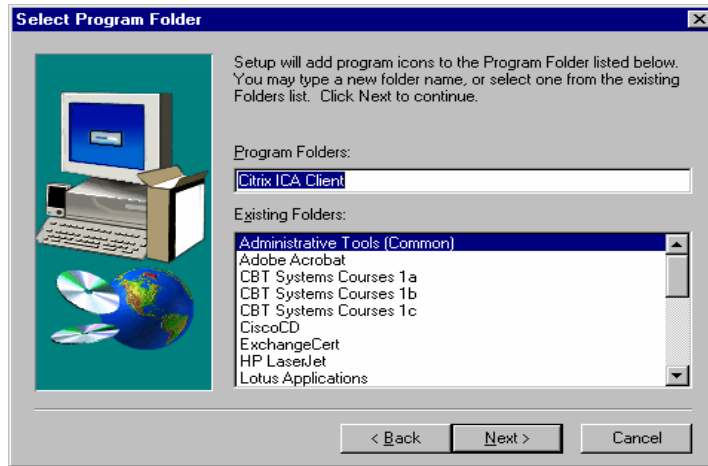 Select Program Folder
Setup will add program icons to the Program Folder listed below.
You may type a new folder name, or select one from the existing
Folders list. Click Next to continue.
Program Folders:
Citrix ICA Client
Existing Folders:
Administrative Tools (Common)
Adobe Acrobat
CBT Systems Courses 1a
CBT Systems Courses 1b
CBT Systems Courses 1c
CiscoCD
ExchangeCert
HP LaserJet
Lotus Applications
< Back
Next >
Cancel